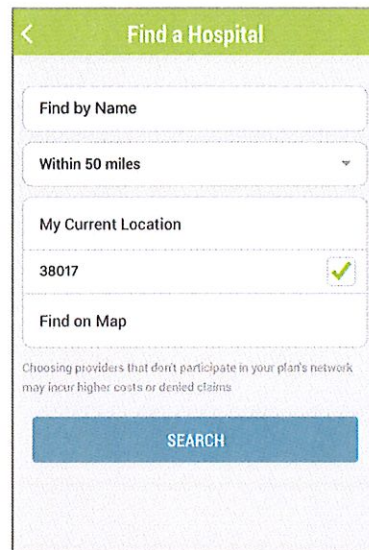 Find a Hospital
Find by Name
Within 50 miles
My Current Location
38017
Find on Map
Choosing providers that don't participate in your plan's network
may incur higher costs or denied claims
SEARCH